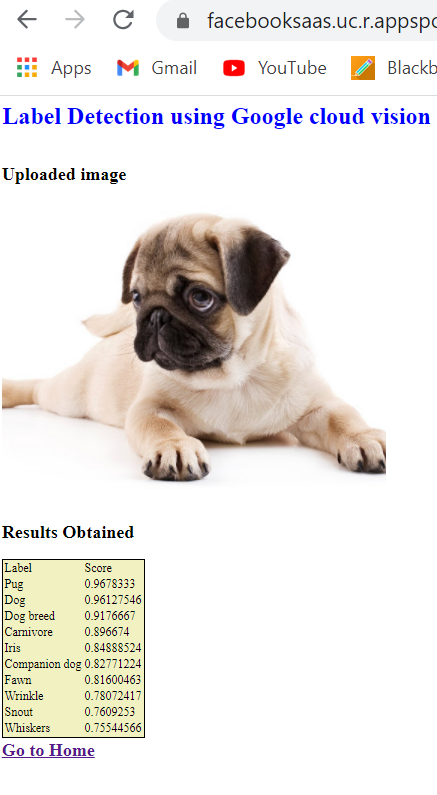 facebooksaas.uc.r.appspo
Apps Gmail YouTube Blackb
Label Detection using Google cloud vision
Uploaded image
Results Obtained
Label Score
Pug 0.9678333
Dog 0.96127546
Dog breed 0.9176667
Carnivore 0.896674
Iris 0.84888524
Companion dog 0.82771224
Fawn 0.81600463
Wrinkle 0.78072417
Snout 0.7609253
Whiskers 0.75544566
Go to Home